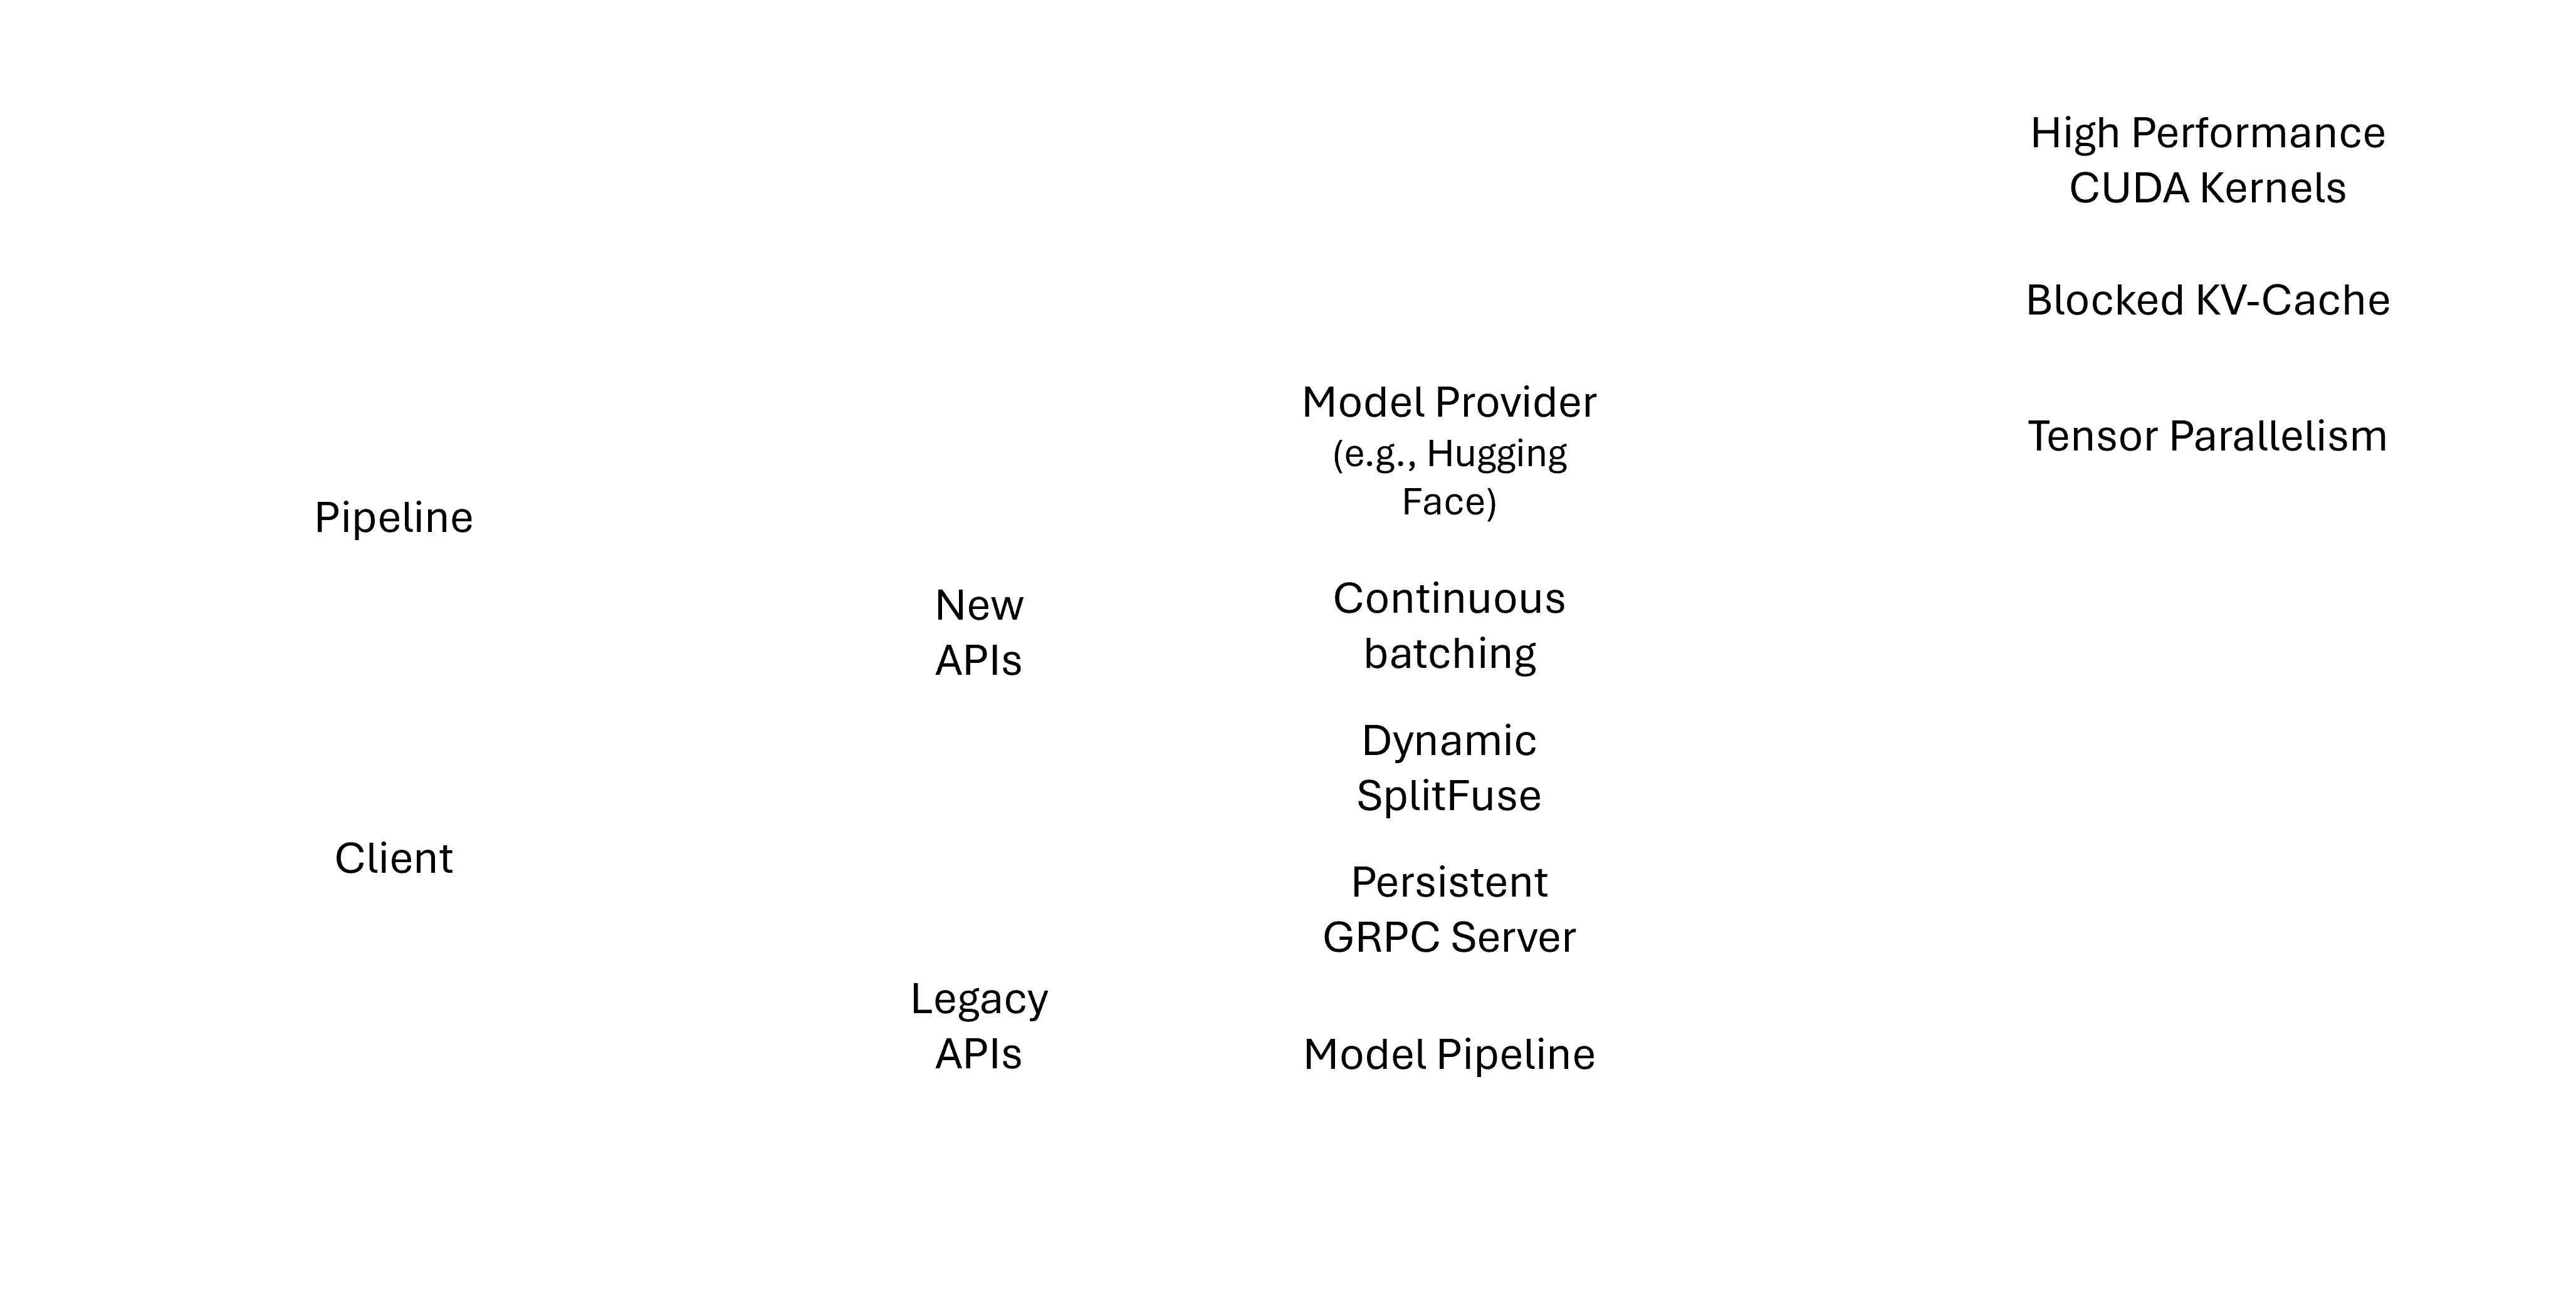 Pipeline
Client
New
APIs
Legacy
APIs
Model Provider
(e.g., Hugging
Face)
Continuous
batching
Dynamic
SplitFuse
Persistent
GRPC Server
Model Pipeline
High Performance
CUDA Kernels
Blocked KV-Cache
Tensor Parallelism